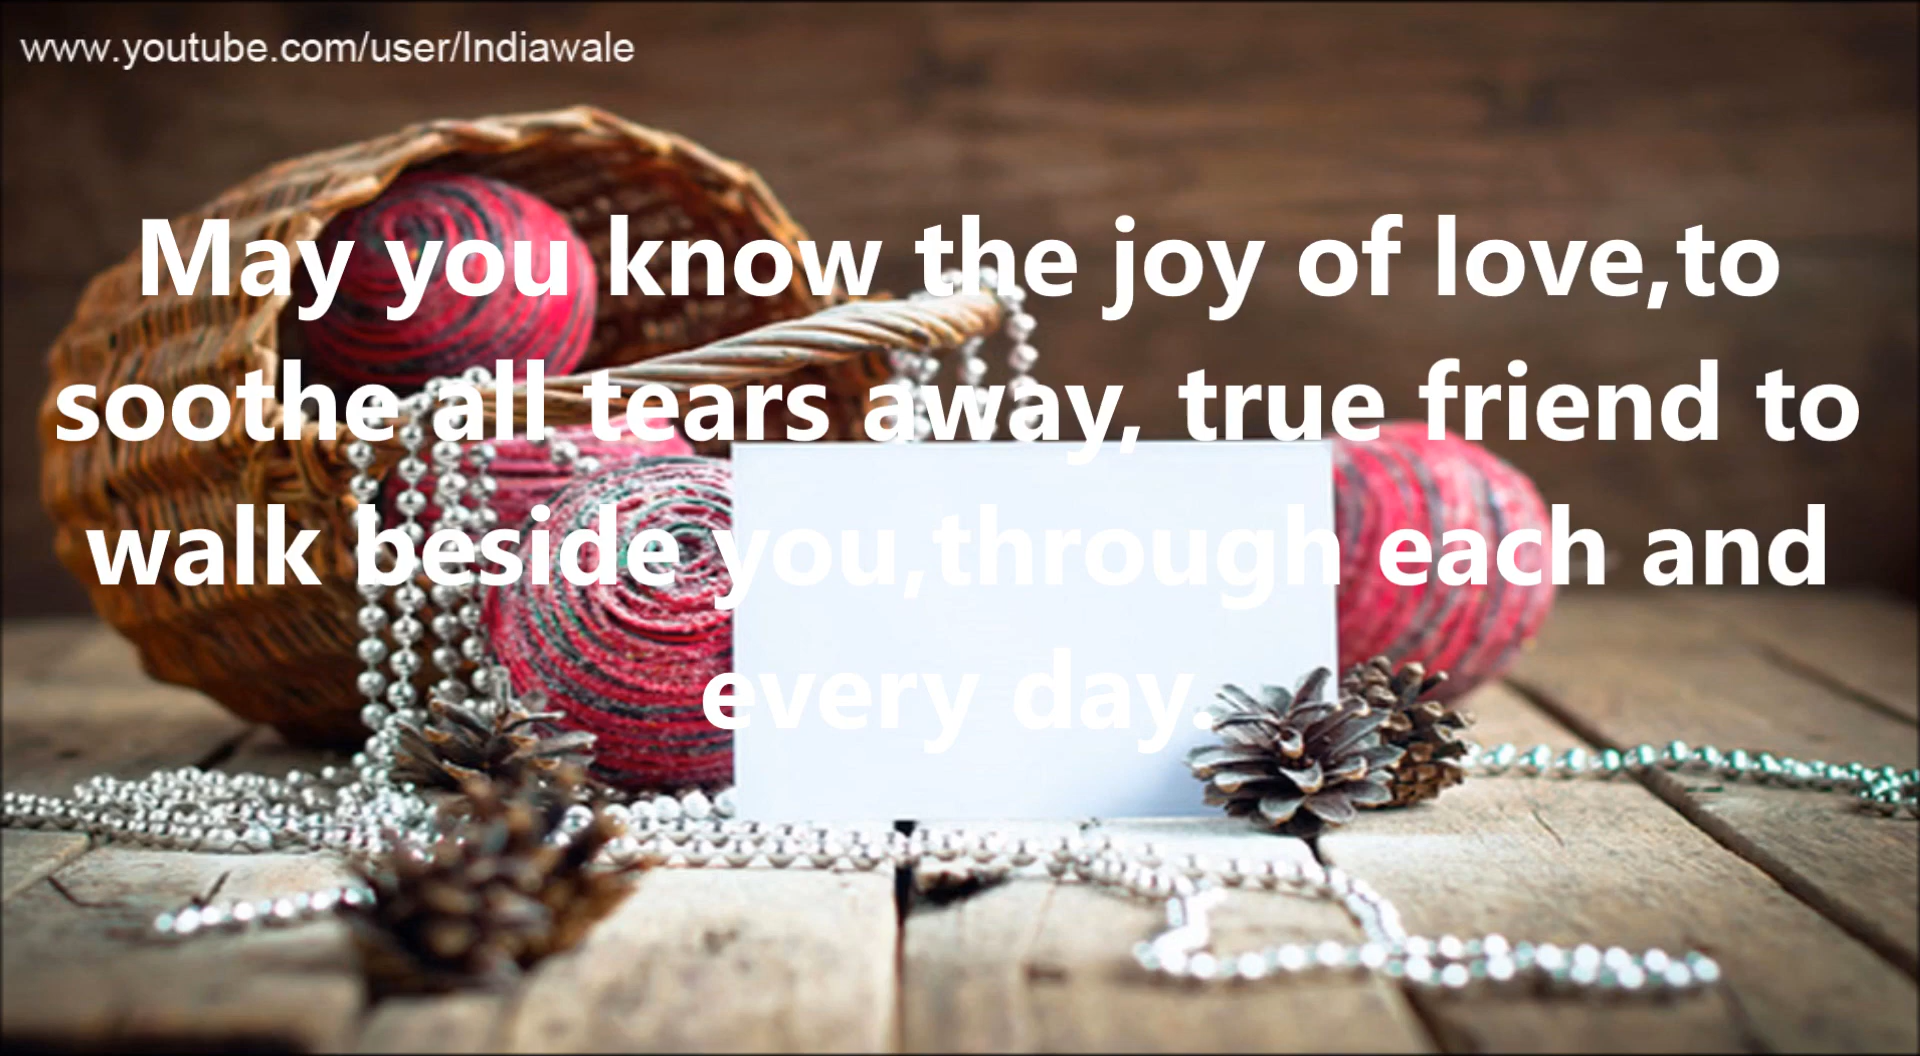 www.youtube.com/user/Indiawale
May you know the joy of love,to
soothe all tears away, true friend to
walk beside you,through each and
every day.